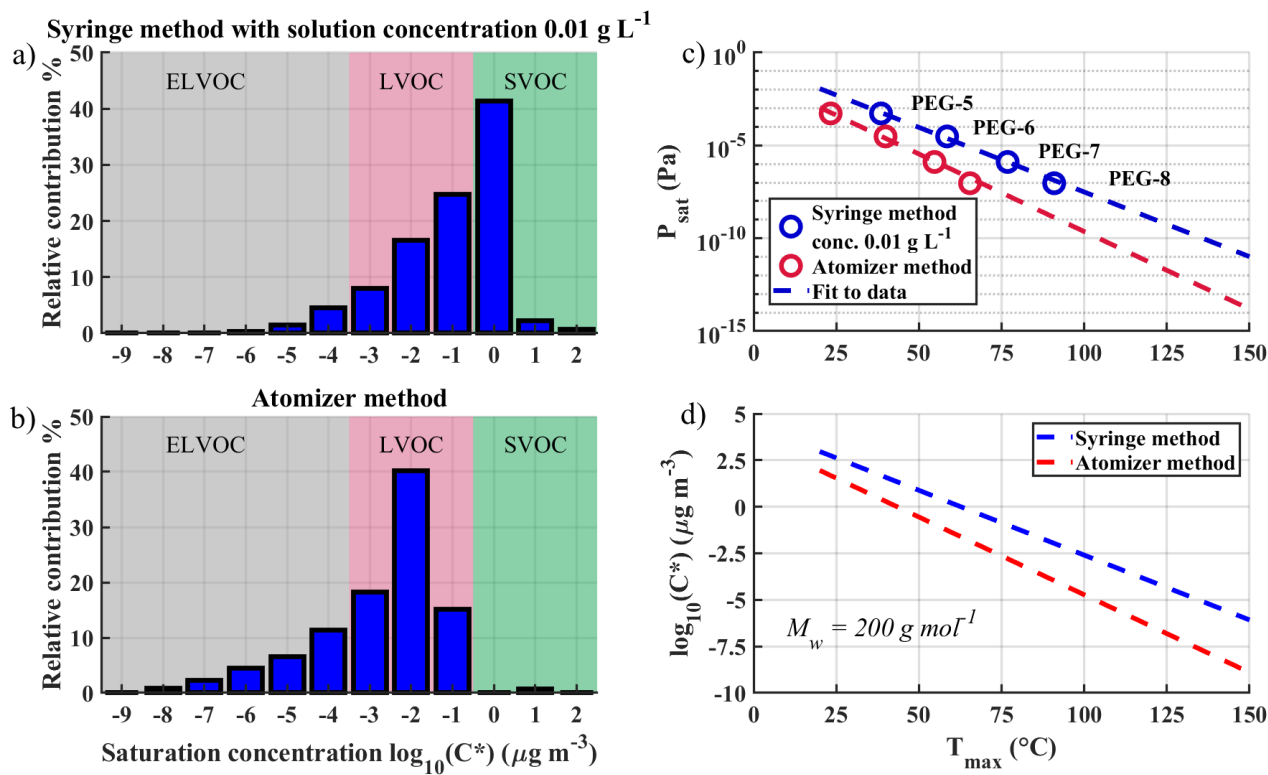 Syringe method with solution concentration 0.01 g L⁻¹
a)
ELVOC LVOC SVOC
Relative contribution %
50
40
30
20
10
0
-9 -8 -7 -6 -5 -4 -3 -2 -1 0 1 2
Atomizer method
b)
ELVOC LVOC SVOC
Relative contribution %
50
40
30
20
10
0
-9 -8 -7 -6 -5 -4 -3 -2 -1 0 1 2
Saturation concentration log₁₀(C*) (μg m⁻³)
c)
P_sat (Pa)
10⁰
10⁻⁵
10⁻¹⁰
10⁻¹⁵
PEG-5
PEG-6
PEG-7
PEG-8
Syringe method
conc. 0.01 g L⁻¹
Atomizer method
Fit to data
0 25 50 75 100 125 150
d)
log₁₀(C*) (μg m⁻³)
5
2.5
0
-2.5
-5
-7.5
-10
Syringe method
Atomizer method
M_w = 200 g mol⁻¹
0 25 50 75 100 125 150
T_max (°C)